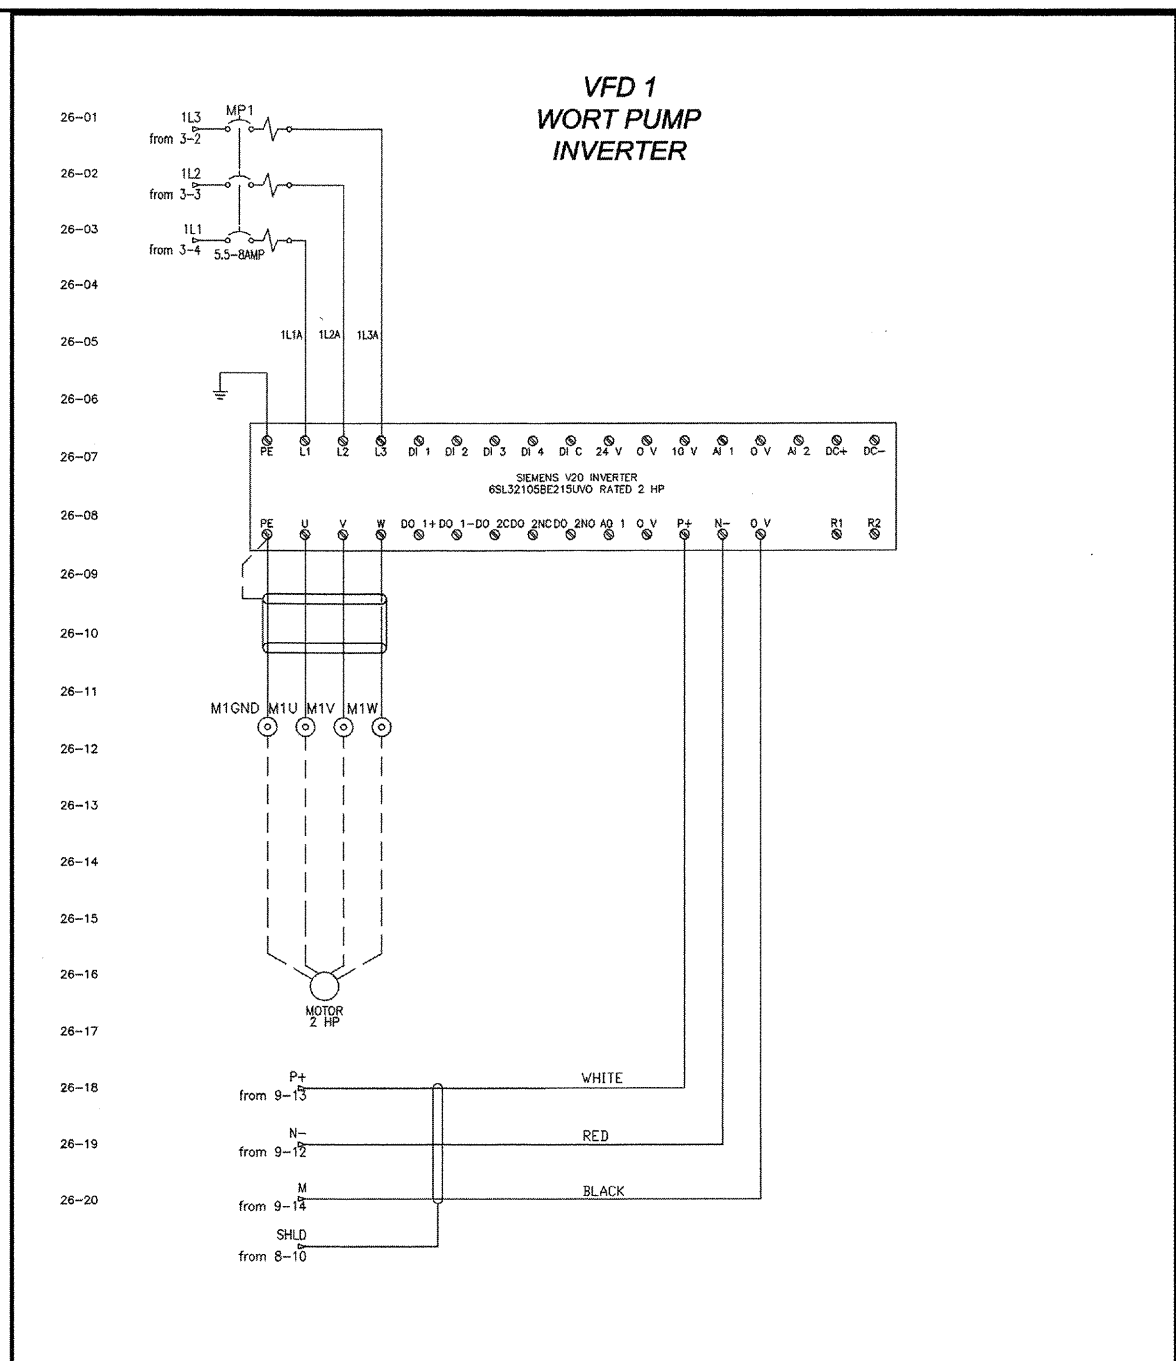 VFD 1
WORT PUMP
INVERTER
26-01
1L3
MP1
from 3-2
26-02
1L2
from 3-3
26-03
1L1
from 3-4
5.5-8AMP
26-04
26-05
1L1A 1L2A 1L3A
26-06
26-07
PE L1 L2 L3 DI 1 DI 2 DI 3 DI 4 DI C 24 V 0 V 10 V AI 1 0 V AI 2 DC+ DC-
SIEMENS V20 INVERTER
6SL32105BE215UV0 RATED 2 HP
26-08
PE U V W DO 1+ DO 1- DO 2C DO 2NC DO 2NO AO 1 0 V P+ N- 0 V R1 R2
26-09
26-10
26-11
M1GND M1U M1V M1W
26-12
26-13
26-14
26-15
26-16
MOTOR
2 HP
26-17
26-18
P+
from 9-13
WHITE
26-19
N-
from 9-12
RED
26-20
M
from 9-14
BLACK
SHLD
from 8-10